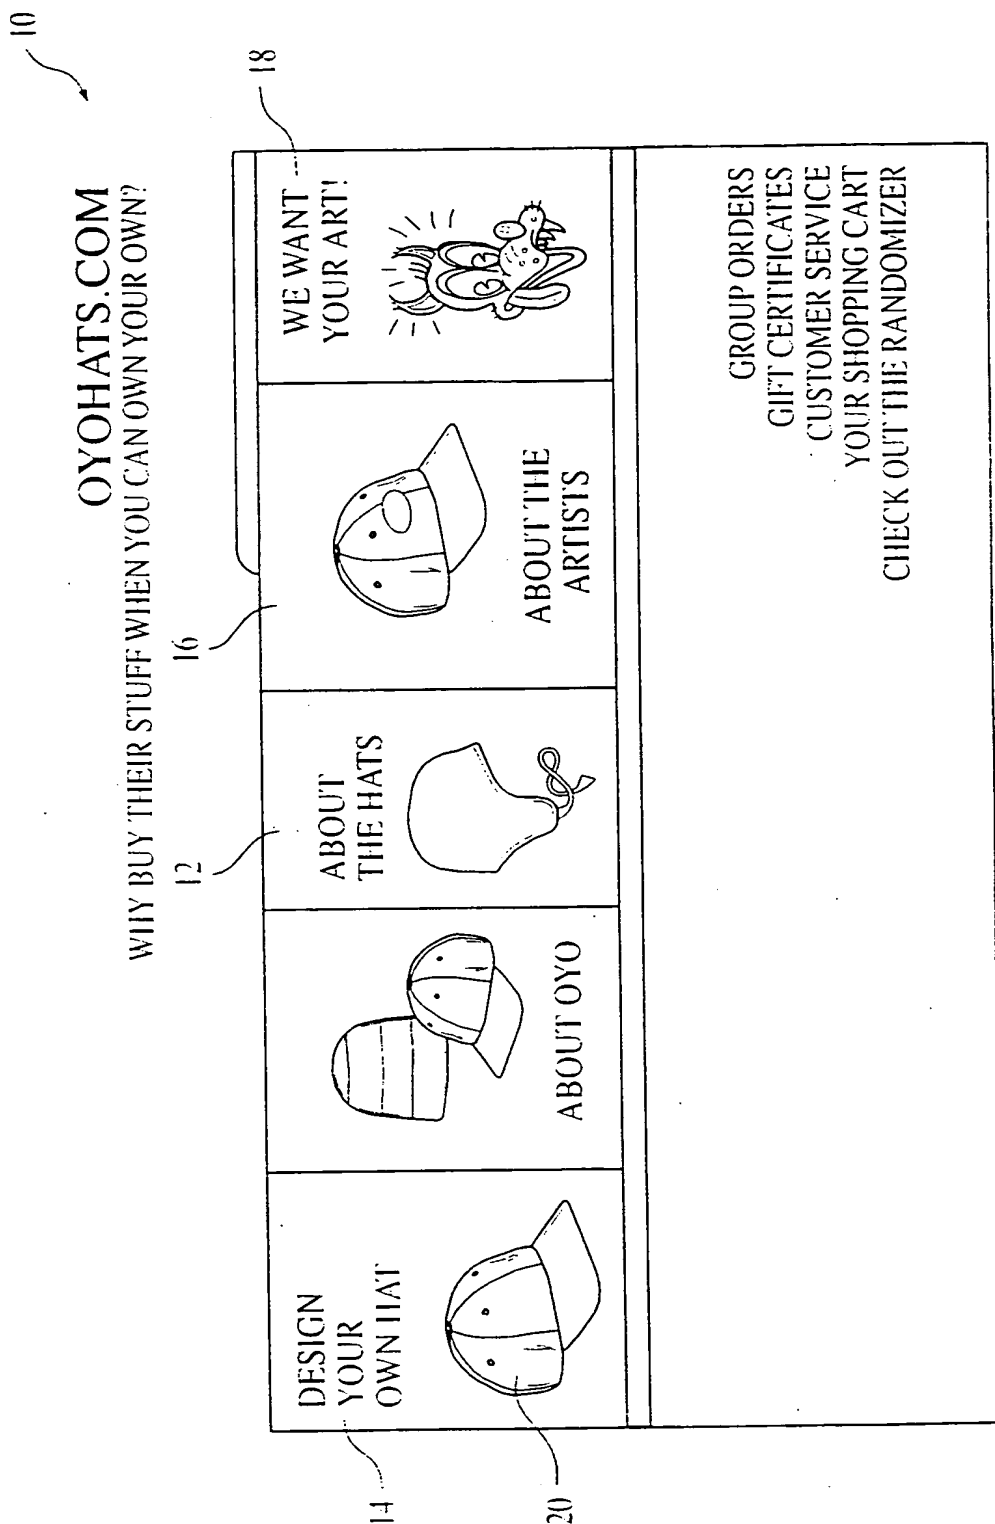 10
OYOHATS.COM
WHY BUY THEIR STUFF WHEN YOU CAN OWN YOUR OWN?
14
DESIGN
YOUR
OWN HAT
20
ABOUT OYO
12
ABOUT
THE HATS
16
ABOUT THE
ARTISTS
18
WE WANT
YOUR ART!
GROUP ORDERS
GIFT CERTIFICATES
CUSTOMER SERVICE
YOUR SHOPPING CART
CHECK OUT THE RANDOMIZER